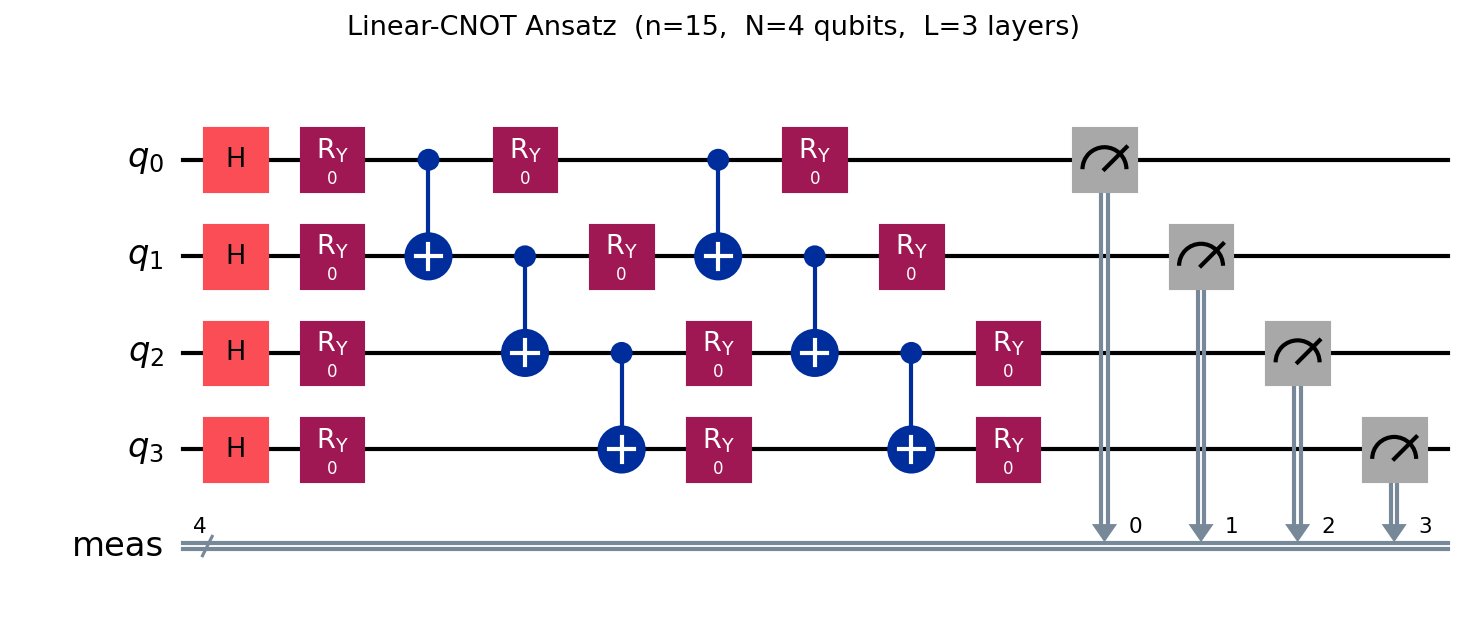 Linear-CNOT Ansatz (n=15, N=4 qubits, L=3 layers)
q0 H RY 0 RY 0 RY 0
q1 H RY 0 RY 0 RY 0
q2 H RY 0 RY 0 RY 0
q3 H RY 0 RY 0 RY 0
meas 4 0 1 2 3